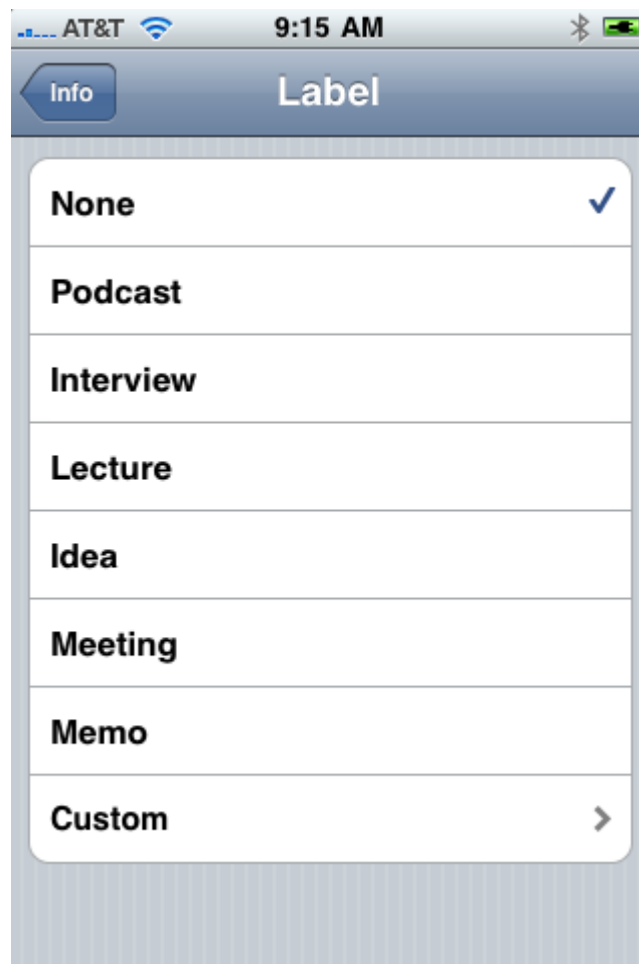 AT&T 9:15 AM
Info Label
None
Podcast
Interview
Lecture
Idea
Meeting
Memo
Custom